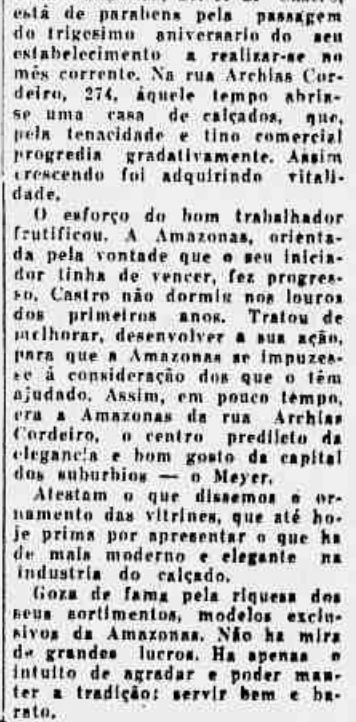 está de parabens pela passagem
do trigesimo aniversario do seu
estabelecimento a realizar-se no
mês corrente. Na rua Archias Cor-
deiro, 274, áquele tempo abria-
se uma casa de calçados, que,
pela tenacidade e tino comercial
progredia gradativamente. Assim
crescendo foi adquirindo vitali-
dade.
O esforço do bom trabalhador
frutificou. A Amazonas, orienta-
da pela vontade que o seu inicia-
dor tinha de vencer, fez progres-
so. Castro não dormiu nos louros
dos primeiros anos. Tratou de
melhorar, desenvolver a sua ação,
para que a Amazonas se impuzes-
se á consideração dos que o têm
ajudado. Assim, em pouco tempo,
era a Amazonas da rua Archias
Cordeiro, o centro predileto da
elegancia e bom gosto da capital
dos suburbios — o Meyer.
Atestam o que dissemos o or-
namento das vitrines, que até ho-
je prima por apresentar o que ha
de mais moderno e elegante na
industria do calçado.
Goza de fama pela riquesa dos
seus sortimentos, modelos exclu-
sivos da Amazonas. Não ha mira
de grandes lucros. Ha apenas o
intuito de agradar e poder man-
ter a tradição: servir bem e ba-
rato.